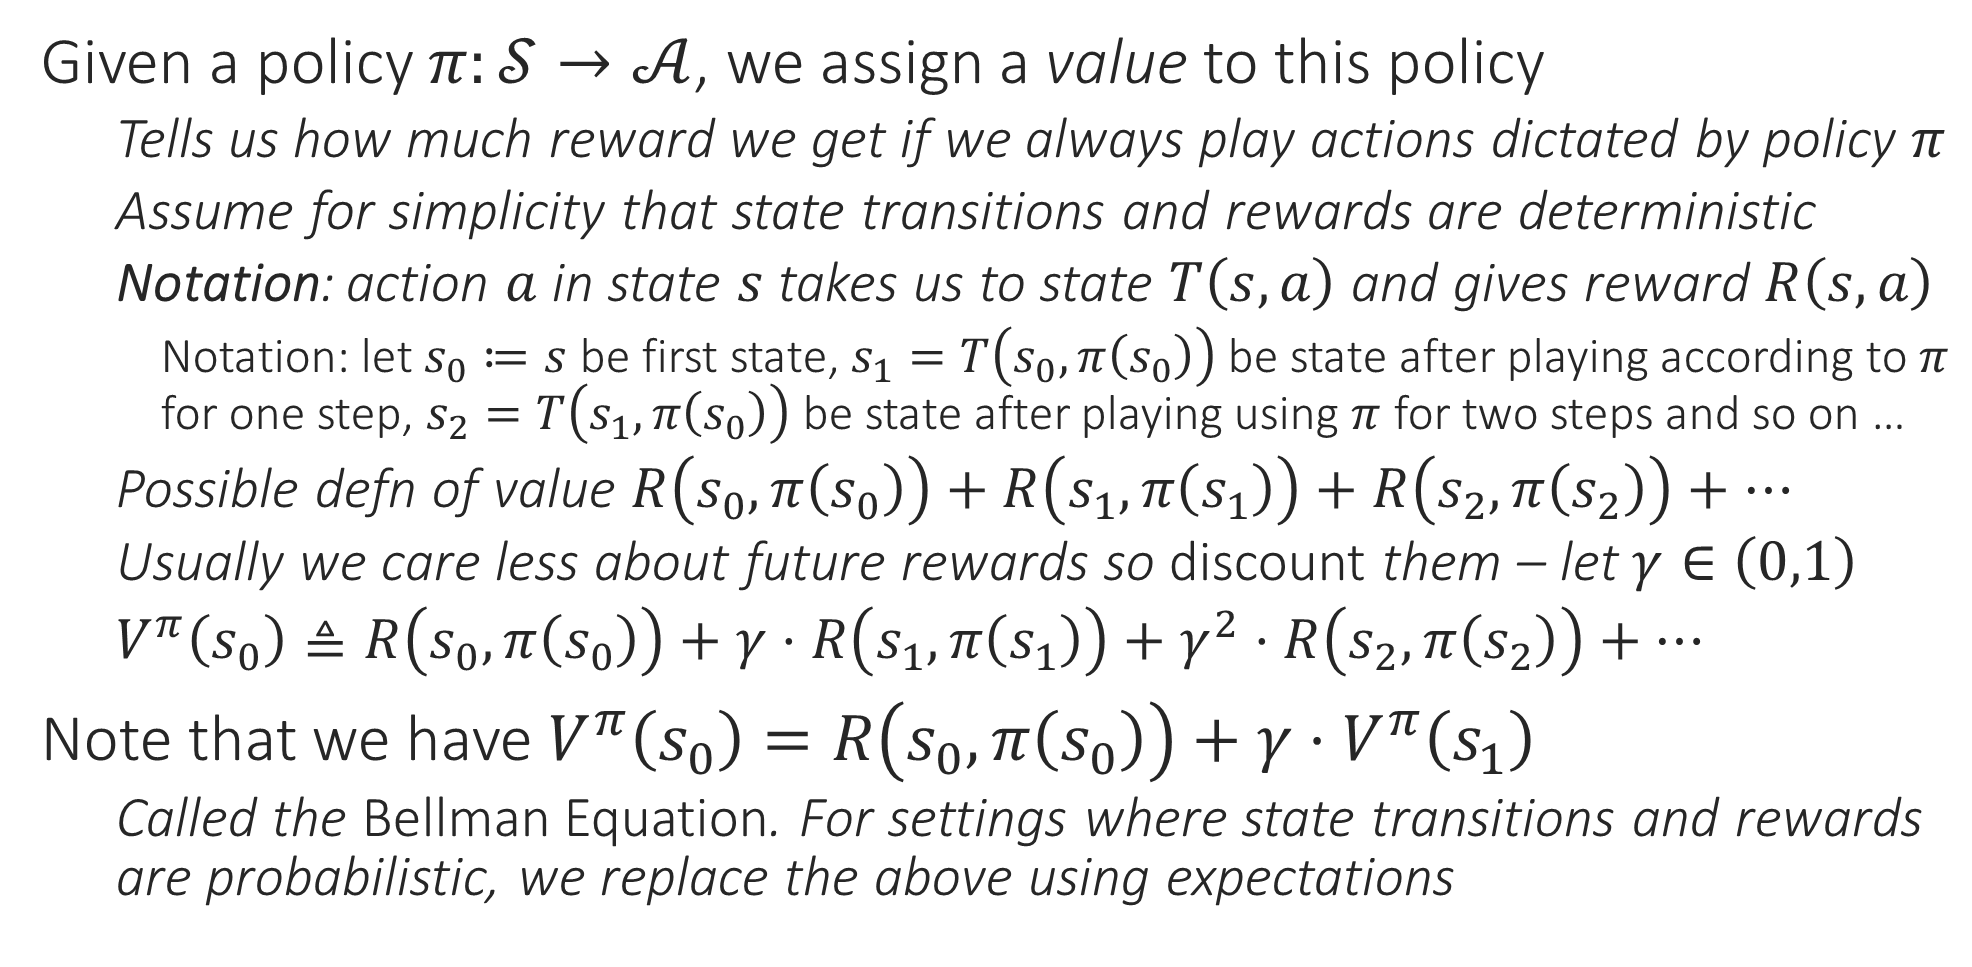 Given a policy π: 𝒮 → 𝒜, we assign a value to this policy
Tells us how much reward we get if we always play actions dictated by policy π
Assume for simplicity that state transitions and rewards are deterministic
Notation: action a in state s takes us to state T(s, a) and gives reward R(s, a)
Notation: let s₀ ≔ s be first state, s₁ = T(s₀, π(s₀)) be state after playing according to π
for one step, s₂ = T(s₁, π(s₀)) be state after playing using π for two steps and so on …
Possible defn of value R(s₀, π(s₀)) + R(s₁, π(s₁)) + R(s₂, π(s₂)) + ⋯
Usually we care less about future rewards so discount them – let γ ∈ (0,1)
V^π(s₀) ≜ R(s₀, π(s₀)) + γ · R(s₁, π(s₁)) + γ² · R(s₂, π(s₂)) + ⋯
Note that we have V^π(s₀) = R(s₀, π(s₀)) + γ · V^π(s₁)
Called the Bellman Equation. For settings where state transitions and rewards
are probabilistic, we replace the above using expectations